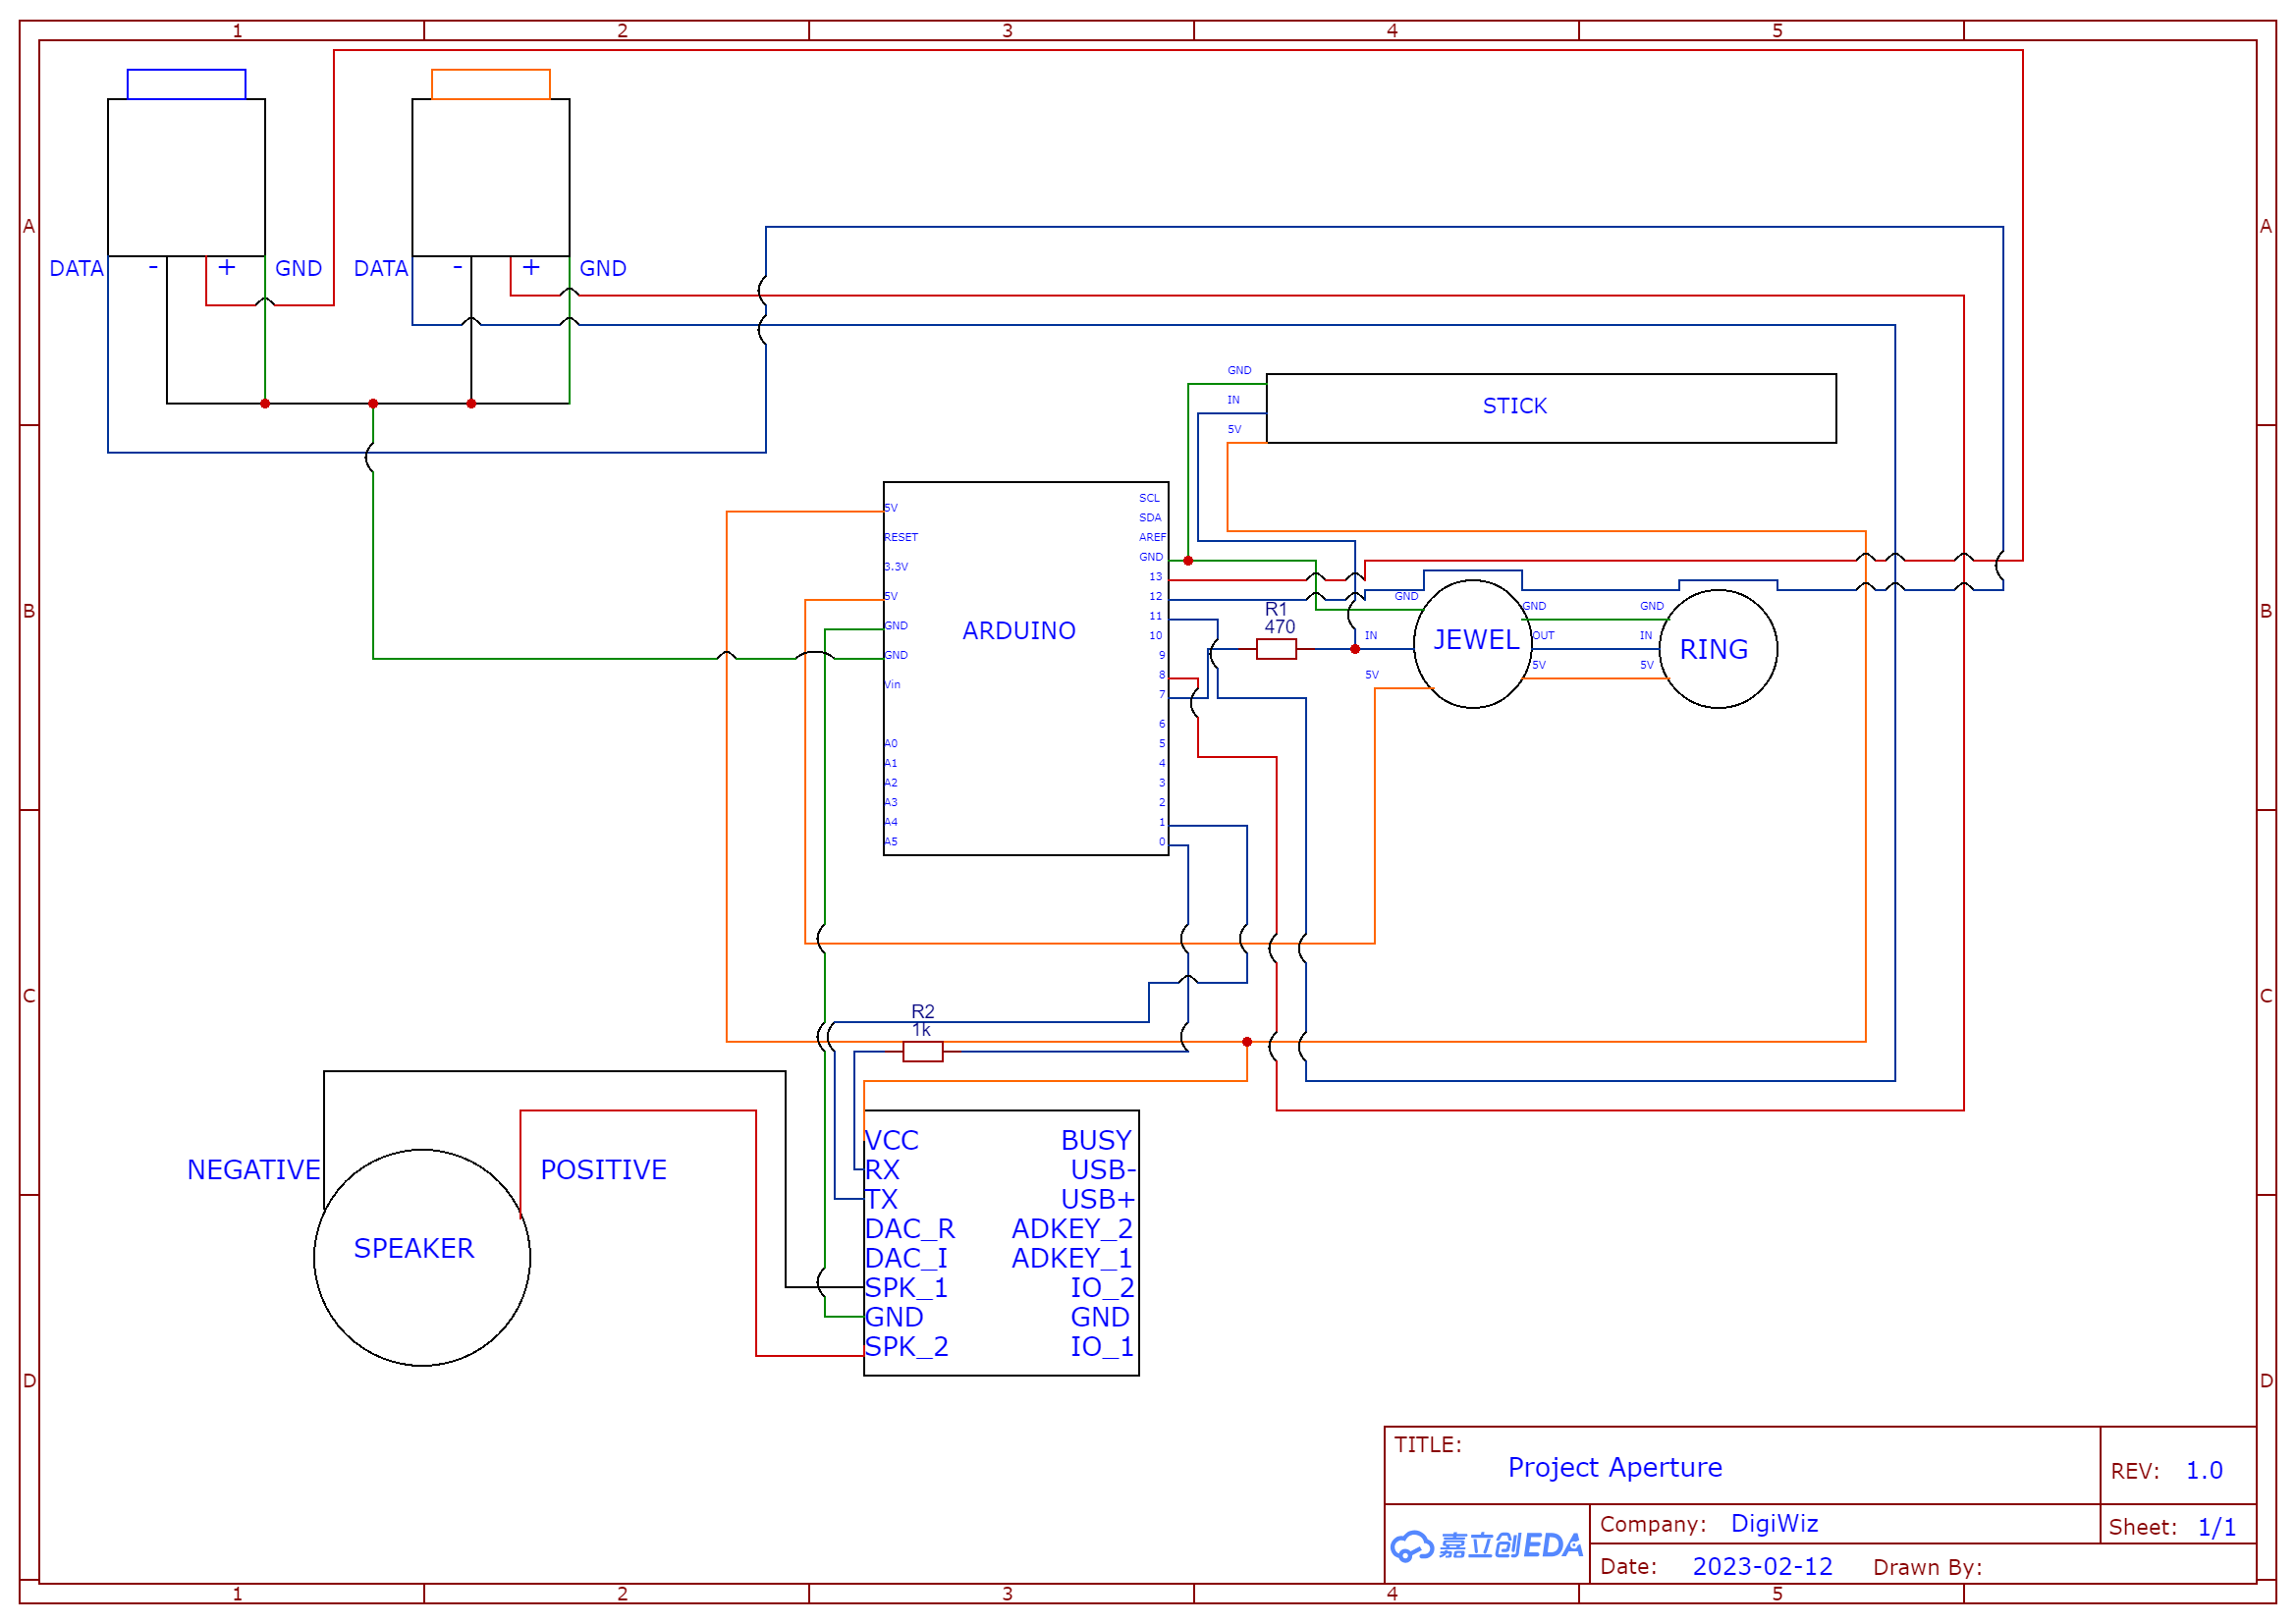 1 2 3 4 5
A A
DATA - + GND DATA - + GND
GND
IN
5V
STICK
B B
5V
RESET
3.3V
5V
GND
GND
Vin
A0
A1
A2
A3
A4
A5
ARDUINO
SCL
SDA
AREF
GND
13
12
11
10
9
8
7
6
5
4
3
2
1
0
R1
470
GND
IN
5V
JEWEL
GND
OUT
5V
GND
IN
5V
RING
C C
R2
1k
NEGATIVE POSITIVE
SPEAKER
VCC BUSY
RX USB-
TX USB+
DAC_R ADKEY_2
DAC_I ADKEY_1
SPK_1 IO_2
GND GND
SPK_2 IO_1
D D
TITLE:
Project Aperture
REV: 1.0
嘉立创EDA
Company: DigiWiz
Sheet: 1/1
Date: 2023-02-12 Drawn By:
1 2 3 4 5